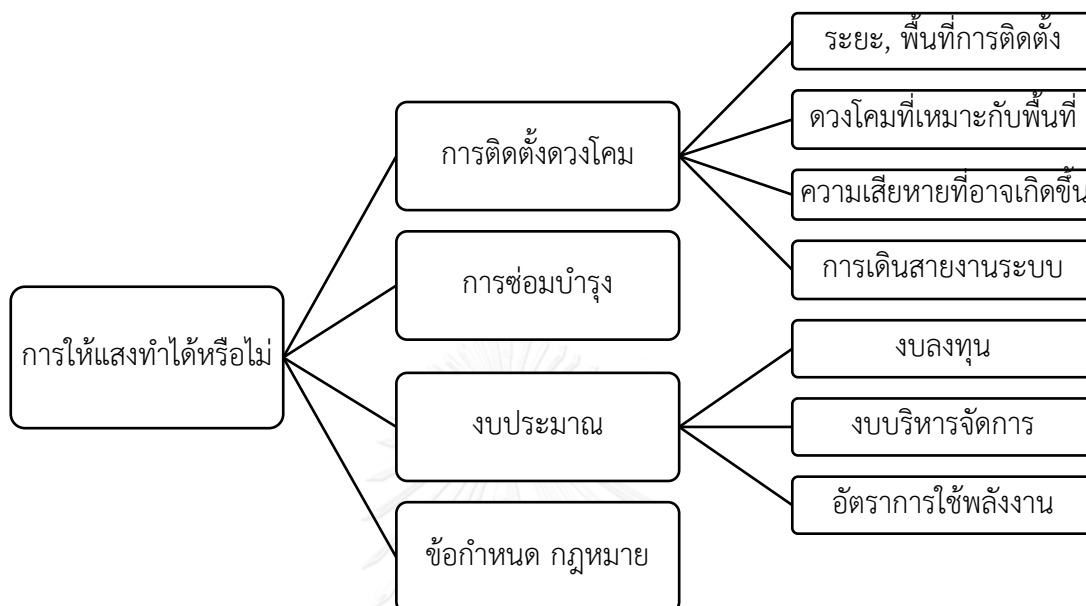 การให้แสงทำได้หรือไม่
การติดตั้งดวงโคม
ระยะ, พื้นที่การติดตั้ง
ดวงโคมที่เหมาะกับพื้นที่
ความเสียหายที่อาจเกิดขึ้น
การเดินสายงานระบบ
การซ่อมบำรุง
งบประมาณ
งบลงทุน
งบบริหารจัดการ
อัตราการใช้พลังงาน
ข้อกำหนด กฎหมาย